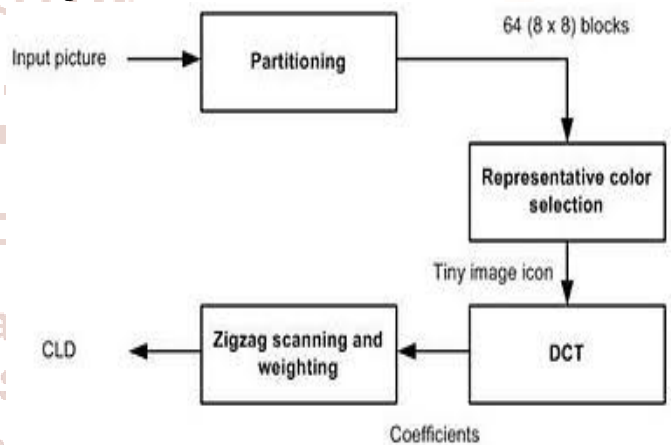 64 (8 x 8) blocks
Input picture
Partitioning
Representative color
selection
Tiny image icon
CLD
Zigzag scanning and
weighting
DCT
Coefficients